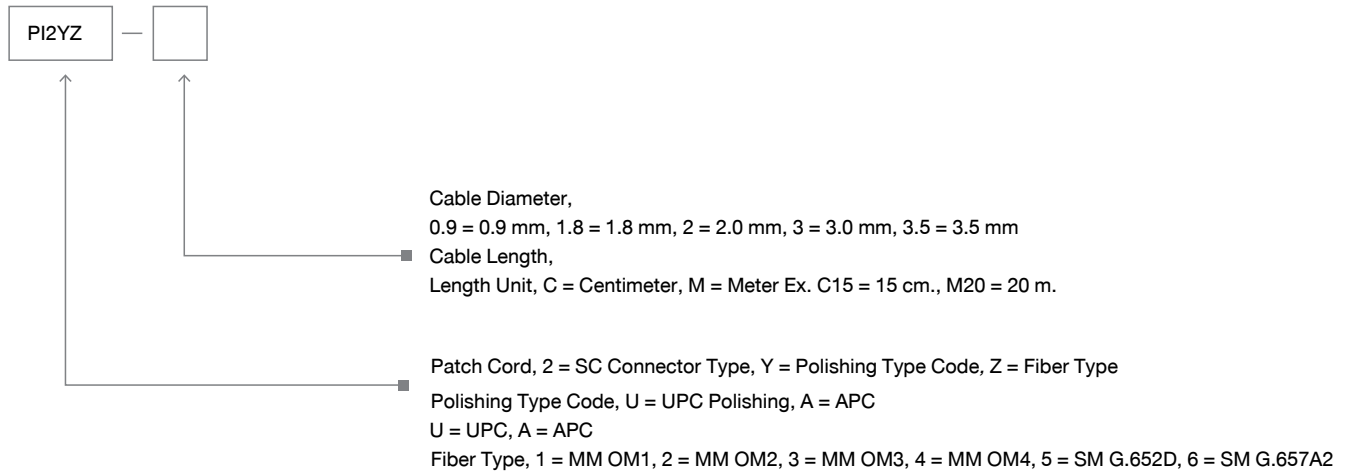 PI2YZ —
Cable Diameter,
0.9 = 0.9 mm, 1.8 = 1.8 mm, 2 = 2.0 mm, 3 = 3.0 mm, 3.5 = 3.5 mm
Cable Length,
Length Unit, C = Centimeter, M = Meter Ex. C15 = 15 cm., M20 = 20 m.
Patch Cord, 2 = SC Connector Type, Y = Polishing Type Code, Z = Fiber Type
Polishing Type Code, U = UPC Polishing, A = APC
U = UPC, A = APC
Fiber Type, 1 = MM OM1, 2 = MM OM2, 3 = MM OM3, 4 = MM OM4, 5 = SM G.652D, 6 = SM G.657A2